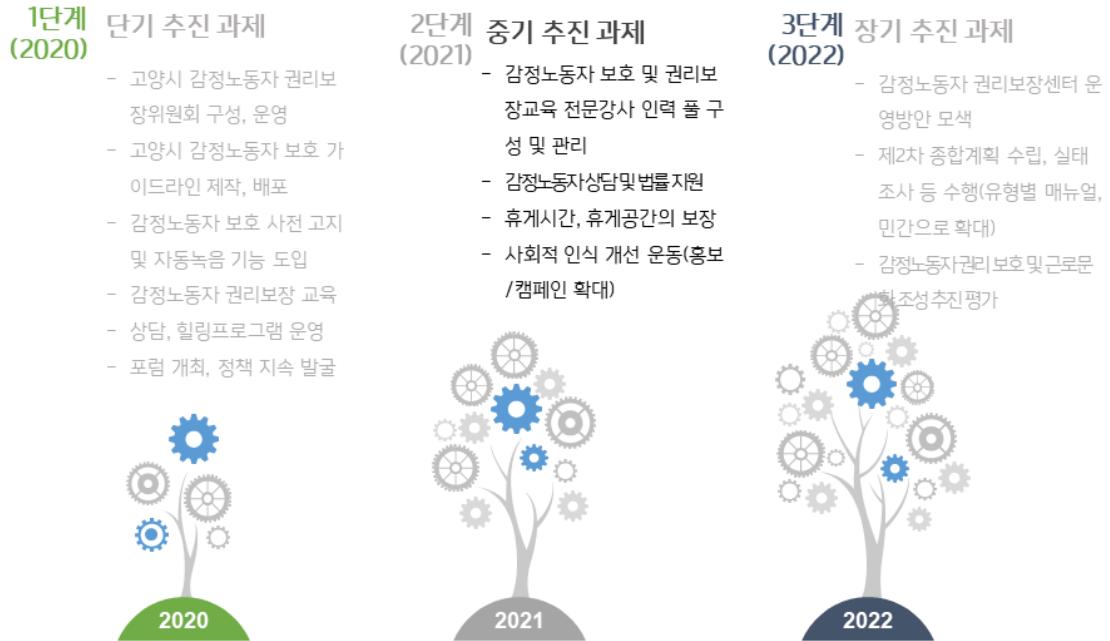 1단계
(2020)
단기 추진 과제
- 고양시 감정노동자 권리보
장위원회 구성, 운영
- 고양시 감정노동자 보호 가
이드라인 제작, 배포
- 감정노동자 보호 사전 고지
및 자동녹음 기능 도입
- 감정노동자 권리보장 교육
- 상담, 힐링프로그램 운영
- 포럼 개최, 정책 지속 발굴
2020
2단계
(2021)
중기 추진 과제
- 감정노동자 보호 및 권리보
장교육 전문강사 인력 풀 구
성 및 관리
- 감정노동자 상담 및 법률 지원
- 휴게시간, 휴게공간의 보장
- 사회적 인식 개선 운동(홍보
/캠페인 확대)
2021
3단계
(2022)
장기 추진 과제
- 감정노동자 권리보장센터 운
영방안 모색
- 제2차 종합계획 수립, 실태
조사 등 수행(유형별 매뉴얼,
민간으로 확대)
- 감정노동자 권리 보호 및 근로문
화 조성 추진 평가
2022